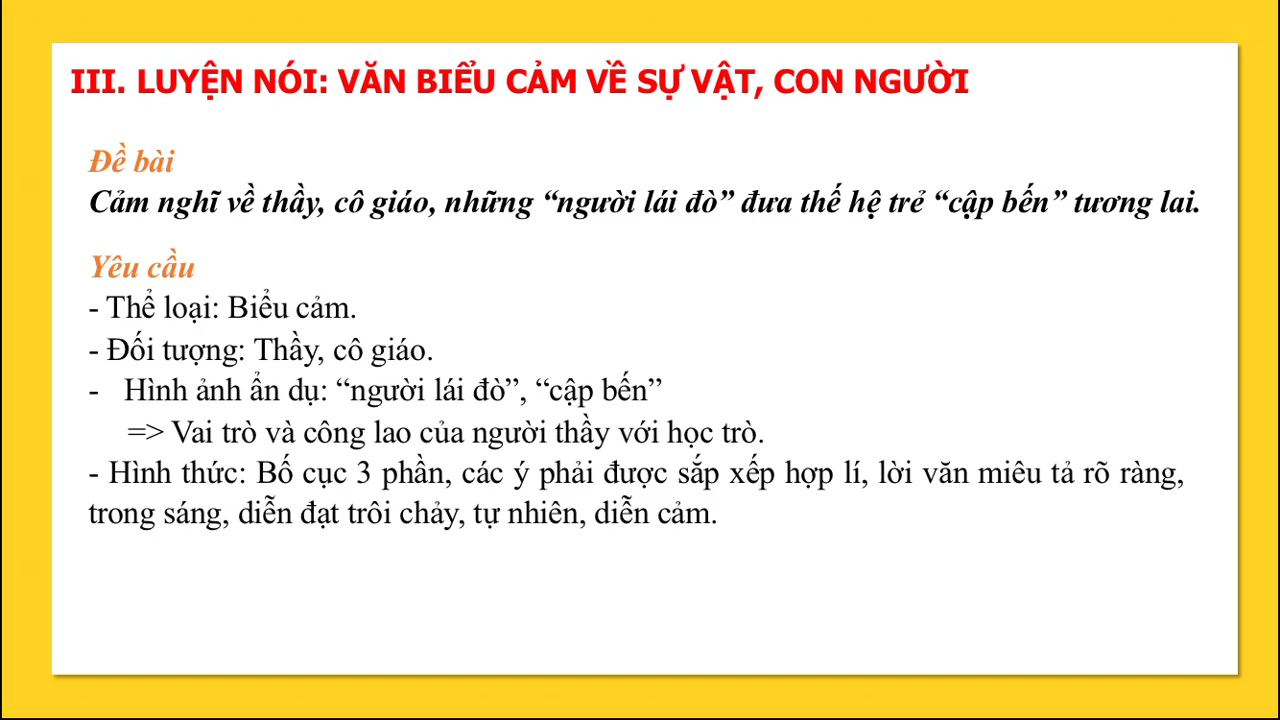 III. LUYỆN NÓI: VĂN BIỂU CẢM VỀ SỰ VẬT, CON NGƯỜI
Đề bài
Cảm nghĩ về thầy, cô giáo, những “người lái đò” đưa thế hệ trẻ “cập bến” tương lai.
Yêu cầu
- Thể loại: Biểu cảm.
- Đối tượng: Thầy, cô giáo.
- Hình ảnh ẩn dụ: “người lái đò”, “cập bến”
=> Vai trò và công lao của người thầy với học trò.
- Hình thức: Bố cục 3 phần, các ý phải được sắp xếp hợp lí, lời văn miêu tả rõ ràng,
trong sáng, diễn đạt trôi chảy, tự nhiên, diễn cảm.